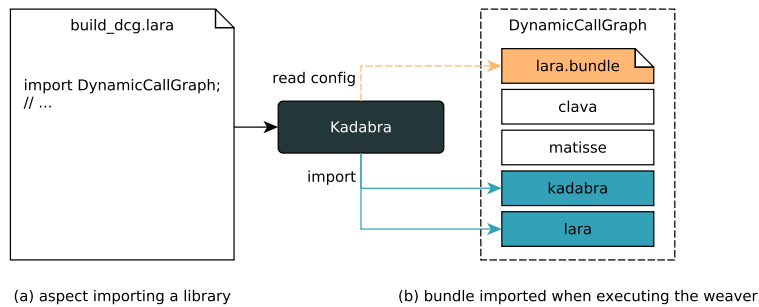 build_dcg.lara
import DynamicCallGraph;
// ...
read config
Kadabra
import
DynamicCallGraph
lara.bundle
clava
matisse
kadabra
lara
(a) aspect importing a library
(b) bundle imported when executing the weaver